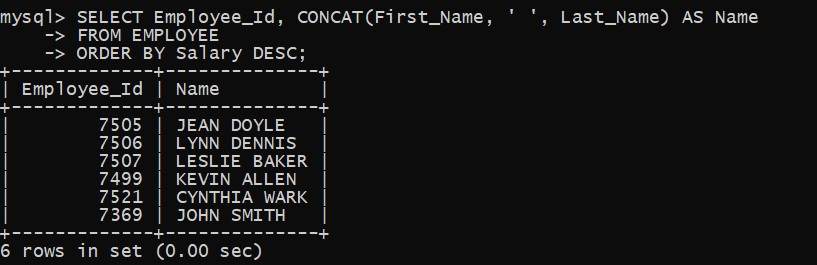 mysql> SELECT Employee_Id, CONCAT(First_Name, ' ', Last_Name) AS Name
    -> FROM EMPLOYEE
    -> ORDER BY Salary DESC;
+-------------+--------------+
| Employee_Id | Name         |
+-------------+--------------+
|        7505 | JEAN DOYLE   |
|        7506 | LYNN DENNIS  |
|        7507 | LESLIE BAKER |
|        7499 | KEVIN ALLEN  |
|        7521 | CYNTHIA WARK |
|        7369 | JOHN SMITH   |
+-------------+--------------+
6 rows in set (0.00 sec)